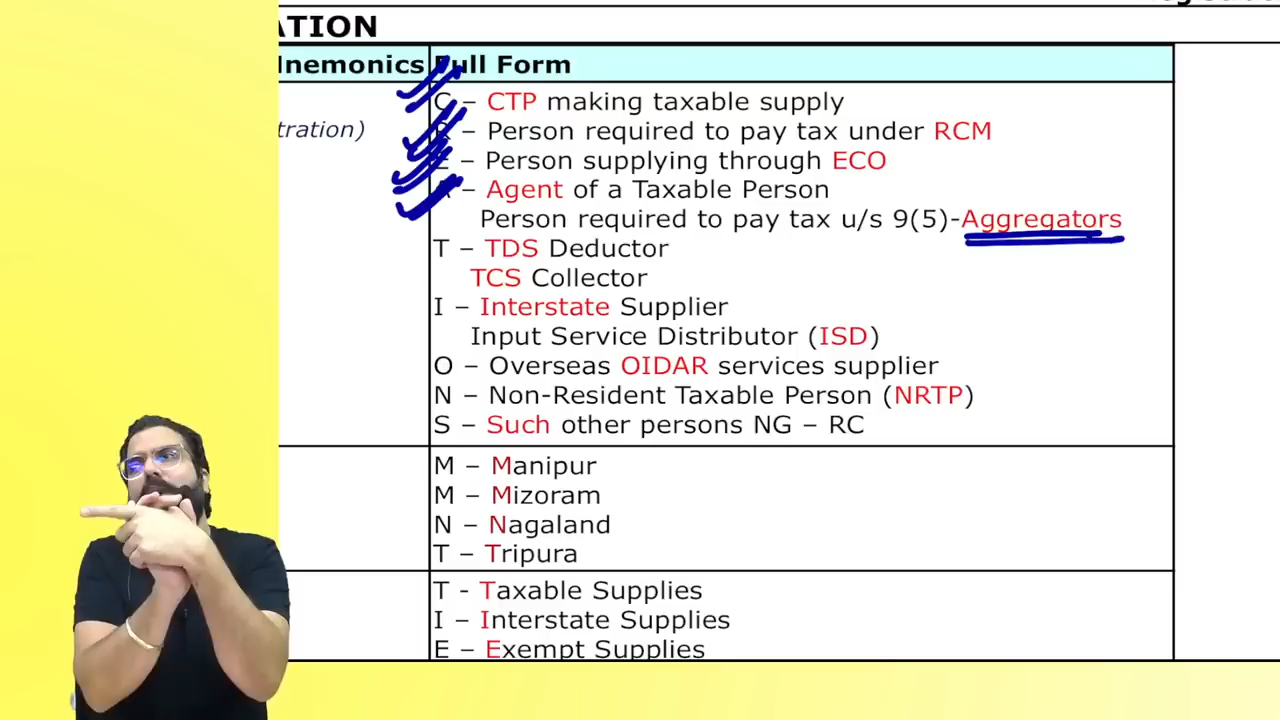 ATION
Mnemonics Full Form
C – CTP making taxable supply
tration)
R – Person required to pay tax under RCM
E – Person supplying through ECO
A – Agent of a Taxable Person
Person required to pay tax u/s 9(5)-Aggregators
T – TDS Deductor
TCS Collector
I – Interstate Supplier
Input Service Distributor (ISD)
O – Overseas OIDAR services supplier
N – Non-Resident Taxable Person (NRTP)
S – Such other persons NG – RC
M – Manipur
M – Mizoram
N – Nagaland
T – Tripura
T - Taxable Supplies
I – Interstate Supplies
E – Exempt Supplies